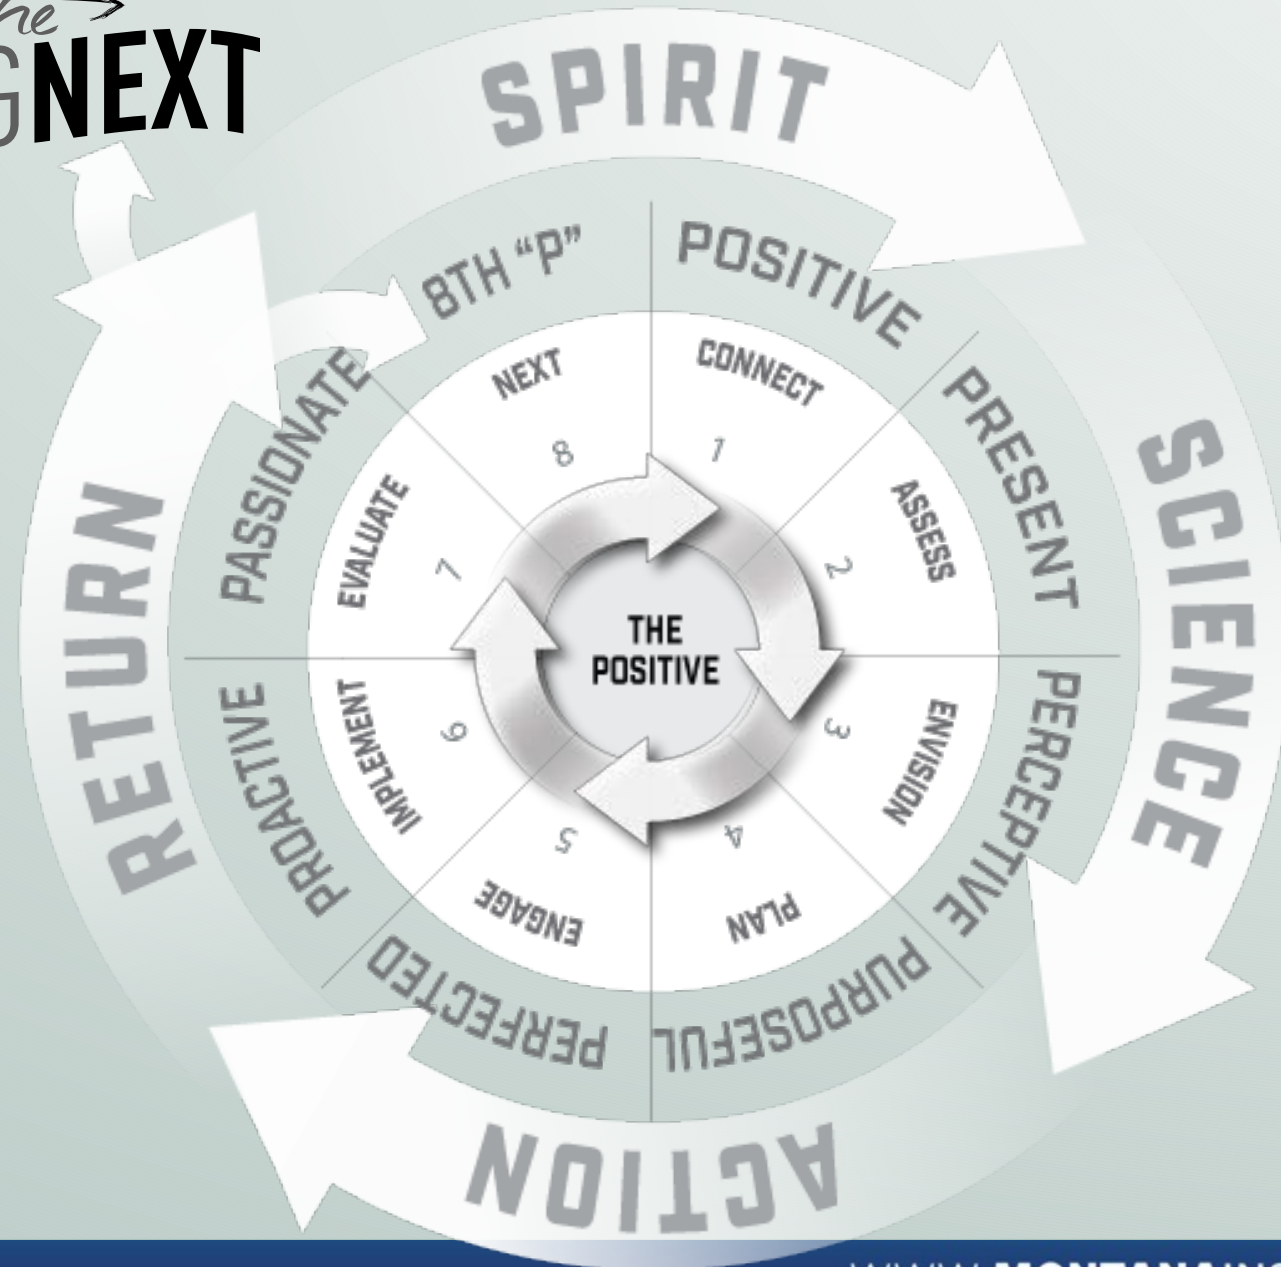 the
GNEXT
SPIRIT
SCIENCE
ACTION
RETURN
8TH “P”
POSITIVE
PRESENT
PERCEPTIVE
PURPOSEFUL
PERFECTED
PROACTIVE
PASSIONATE
CONNECT
1
ASSESS
2
ENVISION
3
PLAN
4
ENGAGE
5
IMPLEMENT
6
EVALUATE
7
NEXT
8
THE
POSITIVE